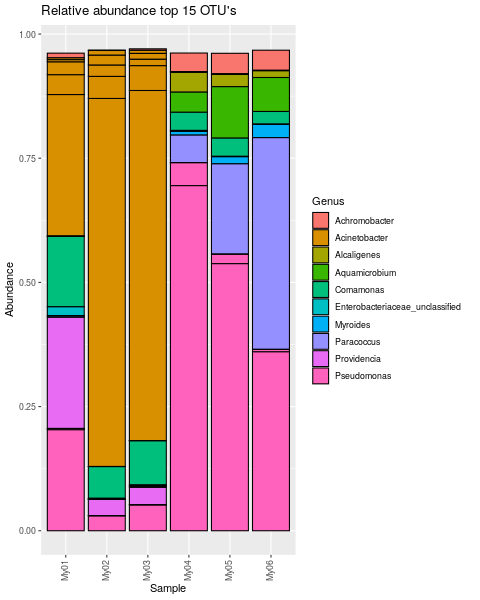 Relative abundance top 15 OTU's
Abundance
1.00
0.75
0.50
0.25
0.00
My01
My02
My03
My04
My05
My06
Sample
Genus
Achromobacter
Acinetobacter
Alcaligenes
Aquamicrobium
Comamonas
Enterobacteriaceae_unclassified
Myroides
Paracoccus
Providencia
Pseudomonas